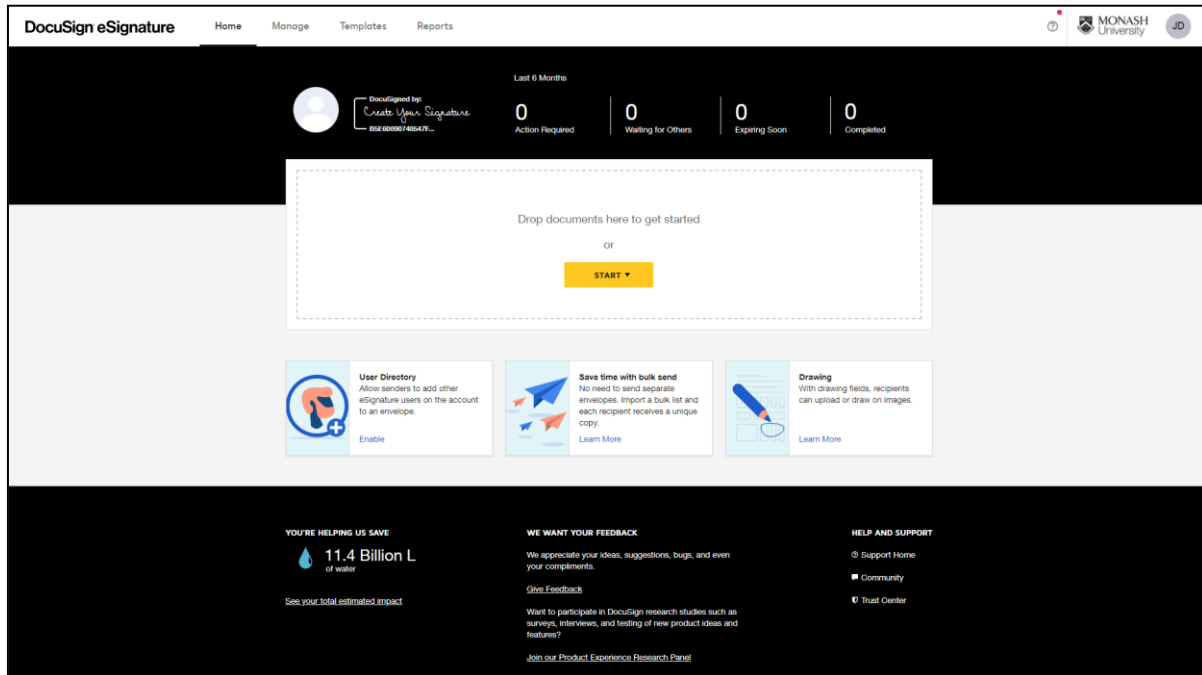 DocuSign eSignature Home Manage Templates Reports MONASH University JD
Last 6 Months
DocuSigned by:
Create Your Signature
B5E60890748547F...
0 0 0 0
Action Required Waiting for Others Expiring Soon Completed
Drop documents here to get started
or
START
User Directory
Allow senders to add other
eSignature users on the account
to an envelope.
Enable
Save time with bulk send
No need to send separate
envelopes. Import a bulk list and
each recipient receives a unique
copy.
Learn More
Drawing
With drawing fields, recipients
can upload or draw on images.
Learn More
YOU'RE HELPING US SAVE
11.4 Billion L
of water
See your total estimated impact
WE WANT YOUR FEEDBACK
We appreciate your ideas, suggestions, bugs, and even
your compliments.
Give Feedback
Want to participate in DocuSign research studies such as
surveys, interviews, and testing of new product ideas and
features?
Join our Product Experience Research Panel
HELP AND SUPPORT
Support Home
Community
Trust Center